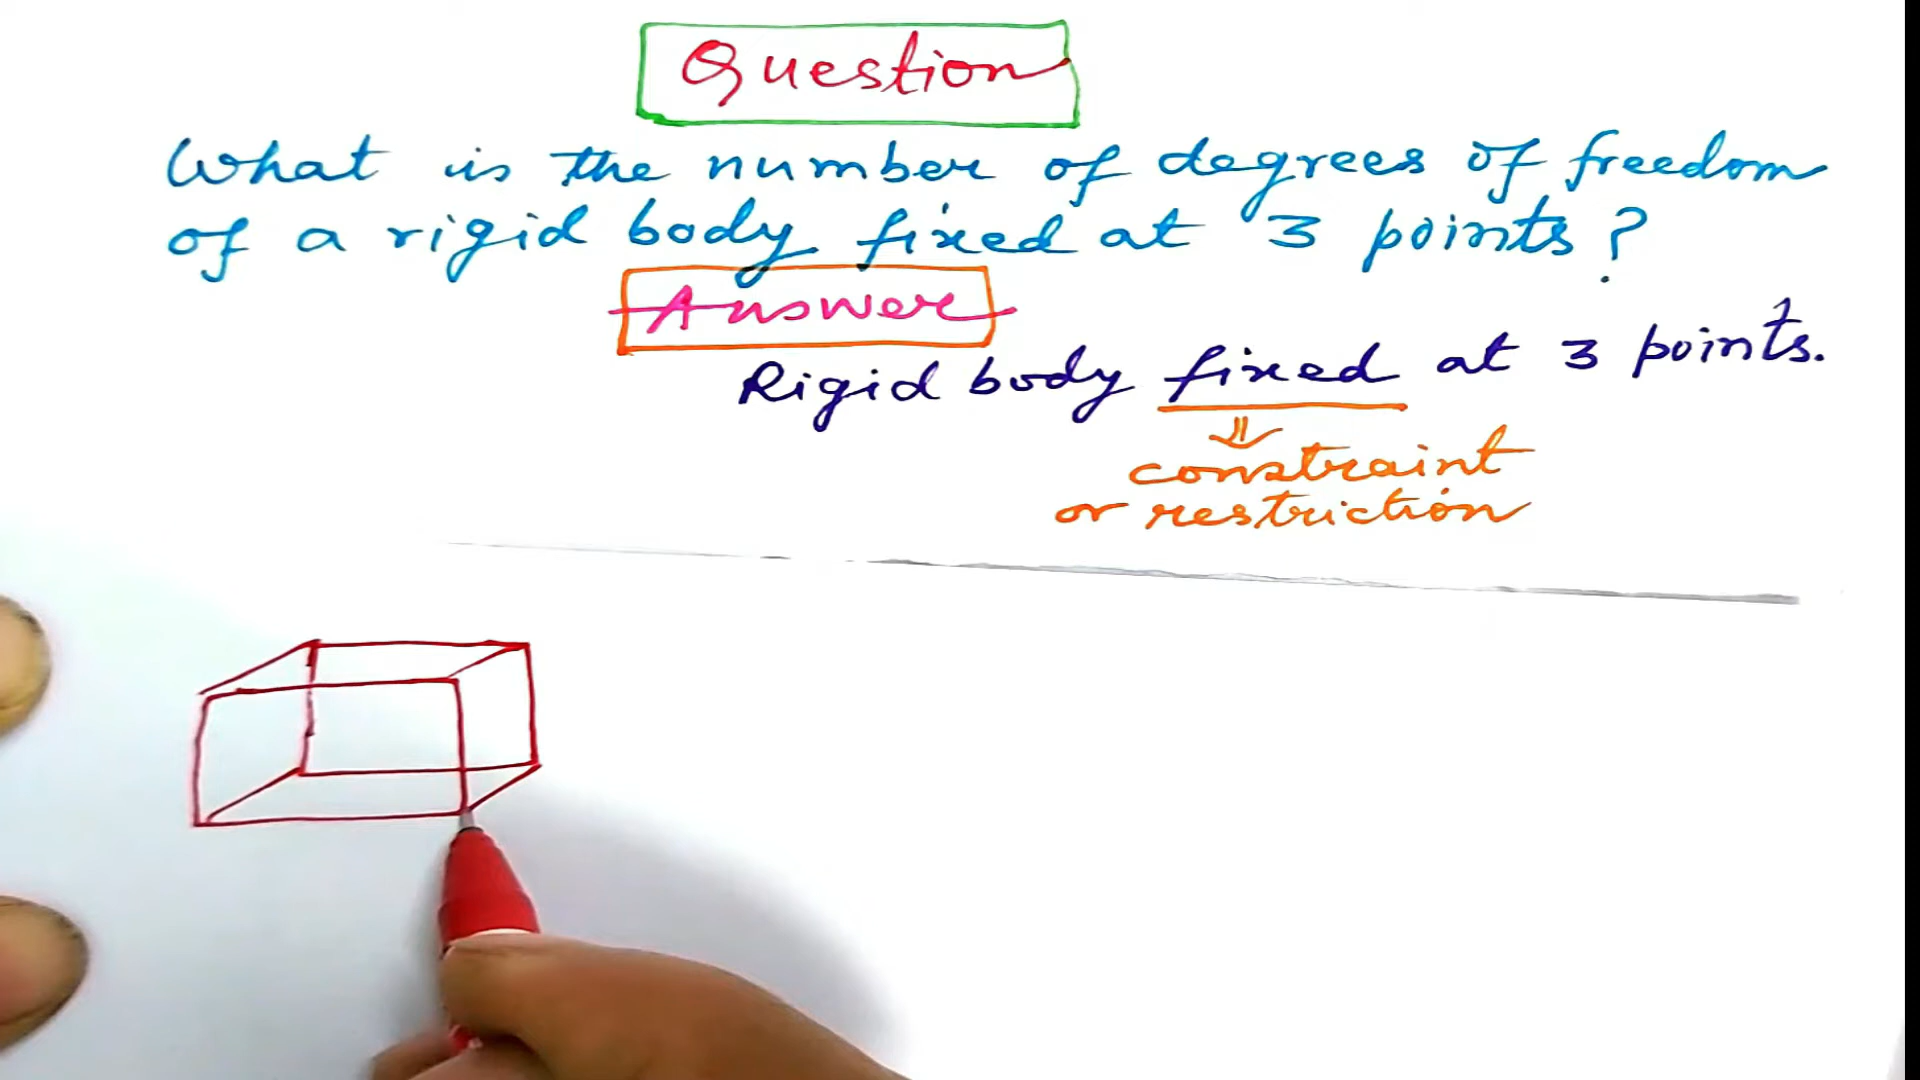 Question
What is the number of degrees of freedom
of a rigid body fixed at 3 points?
Answer
Rigid body fixed at 3 points.
constraint
or restriction